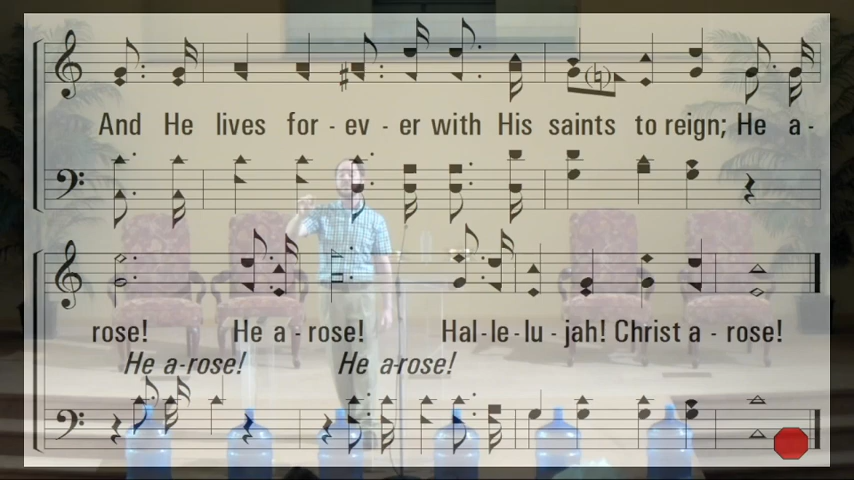 And He lives for - ev - er with His saints to reign; He a -
rose! He a - rose! Hal - le - lu - jah! Christ a - rose!
He a-rose! He a-rose!